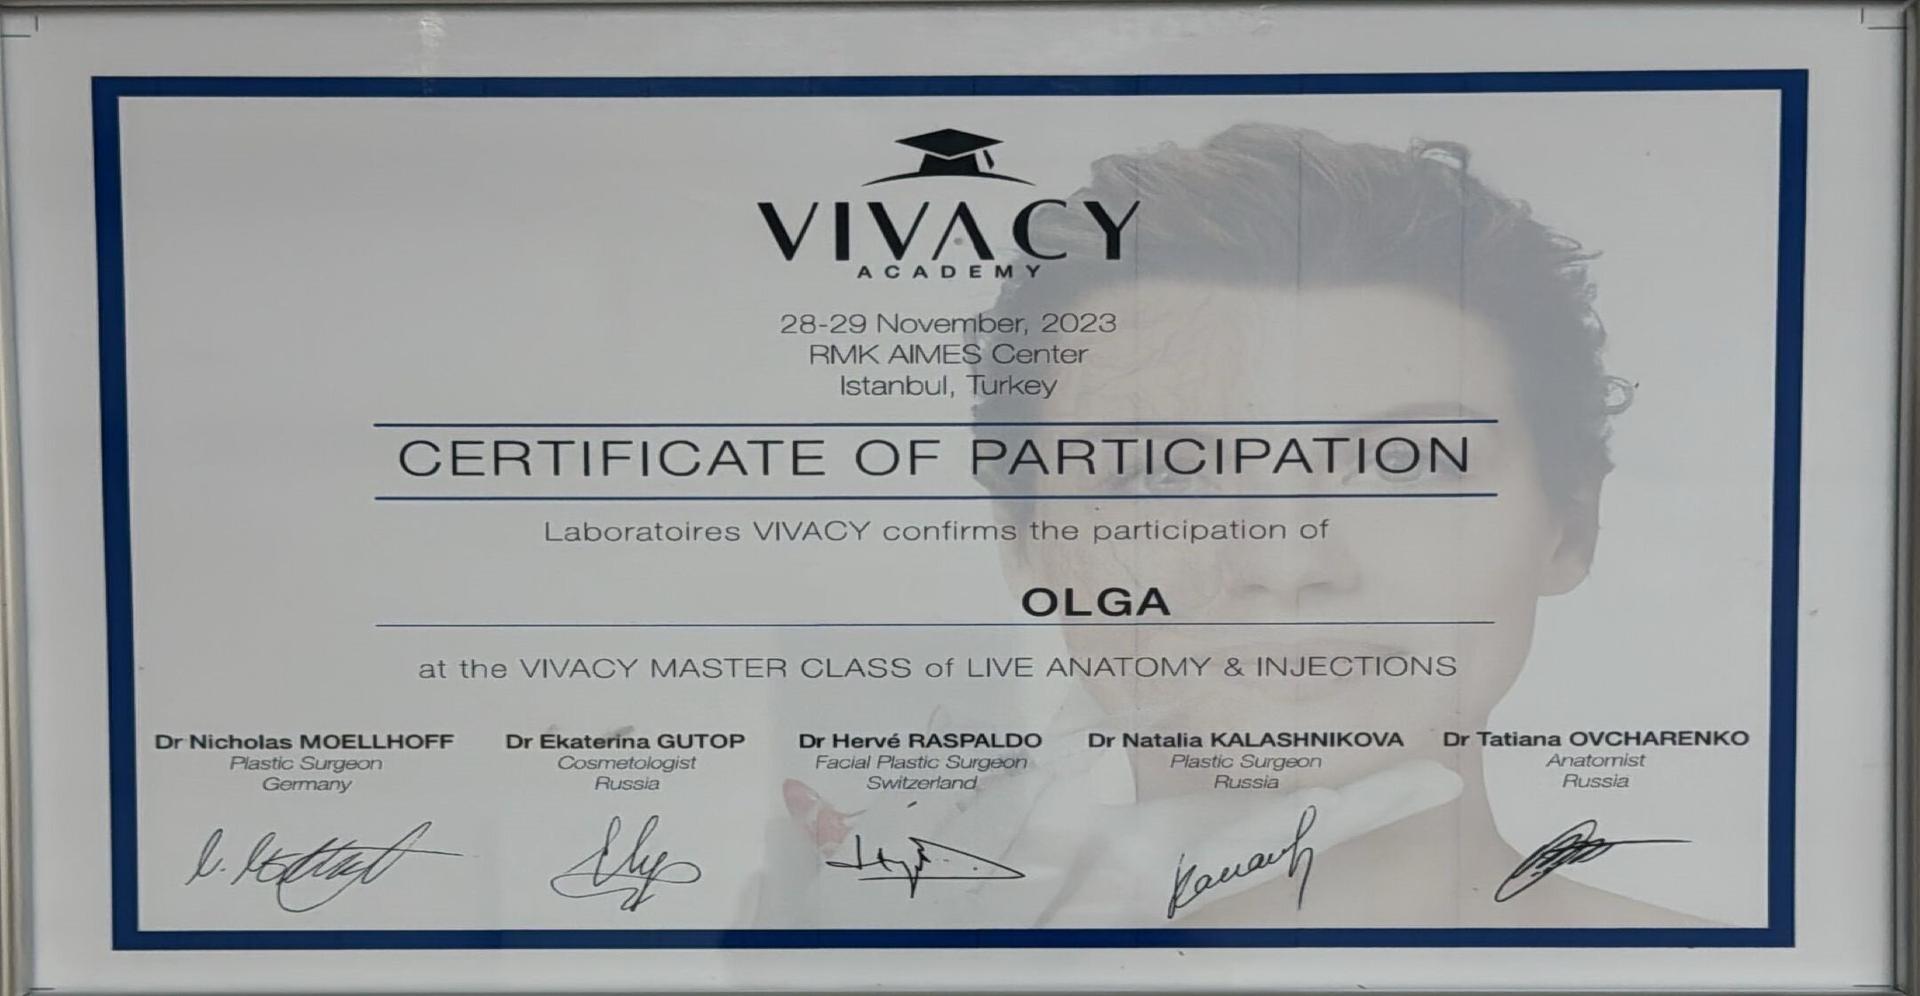 VIVACY
ACADEMY
28-29 November, 2023
RMK AIMES Center
Istanbul, Turkey
CERTIFICATE OF PARTICIPATION
Laboratoires VIVACY confirms the participation of
OLGA
at the VIVACY MASTER CLASS of LIVE ANATOMY & INJECTIONS
Dr Nicholas MOELLHOFF
Plastic Surgeon
Germany
Dr Ekaterina GUTOP
Cosmetologist
Russia
Dr Hervé RASPALDO
Facial Plastic Surgeon
Switzerland
Dr Natalia KALASHNIKOVA
Plastic Surgeon
Russia
Dr Tatiana OVCHARENKO
Anatomist
Russia